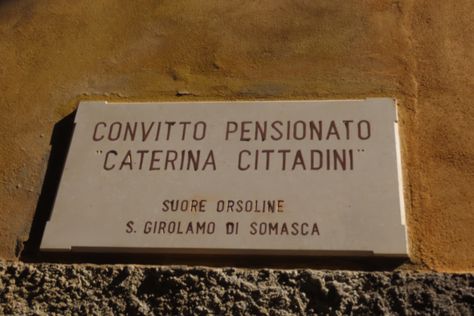 CONVITTO PENSIONATO
"CATERINA CITTADINI"
SUORE ORSOLINE
S. GIROLAMO DI SOMASCA